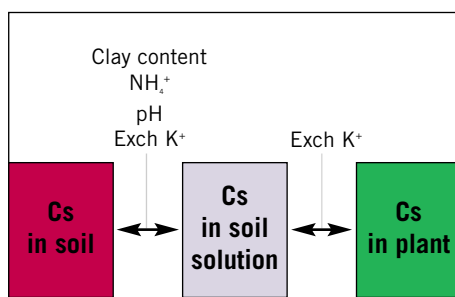 Clay content
NH₄⁺
pH
Exch K⁺
Exch K⁺
Cs
in soil
Cs
in soil
solution
Cs
in plant